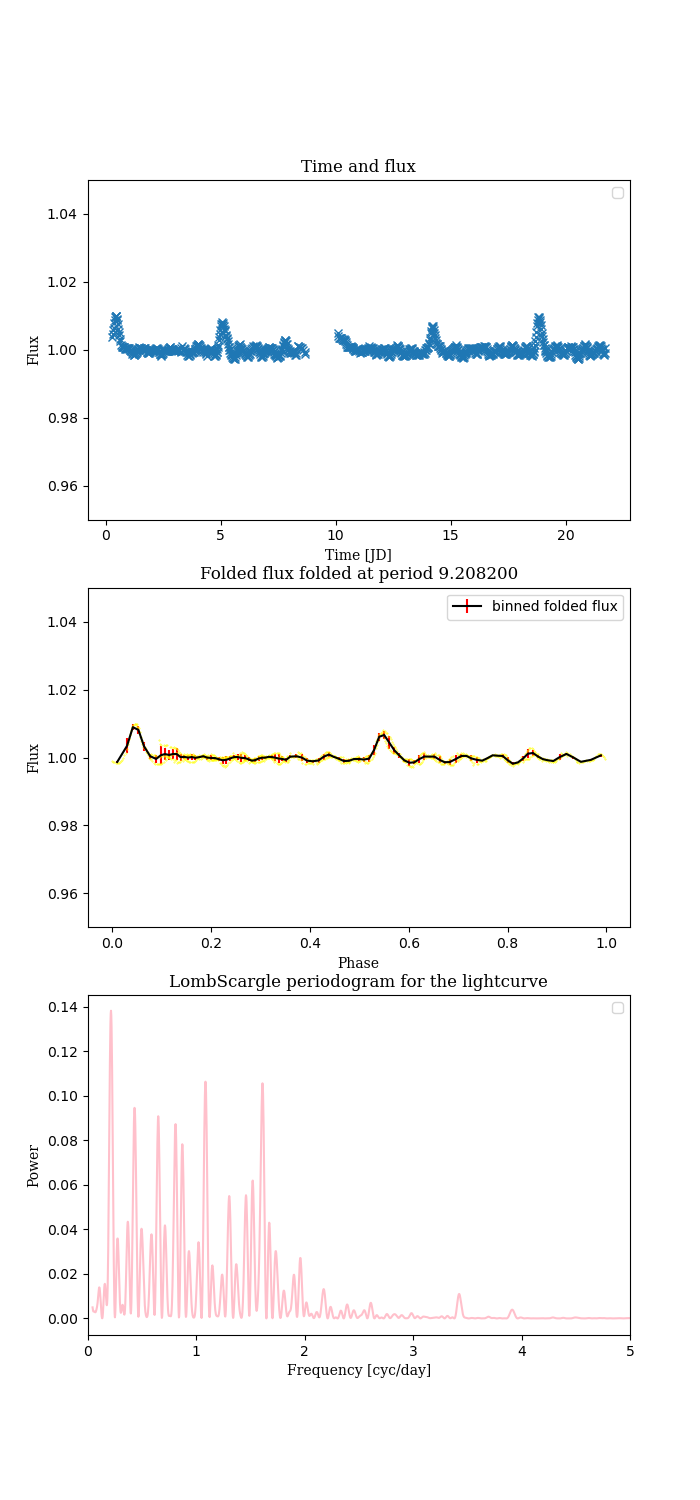 Time and flux
1.04
1.02
1.00
0.98
0.96
Flux
0 5 10 15 20
Time [JD]
Folded flux folded at period 9.208200
binned folded flux
1.04
1.02
1.00
0.98
0.96
Flux
0.0 0.2 0.4 0.6 0.8 1.0
Phase
LombScargle periodogram for the lightcurve
0.14
0.12
0.10
0.08
0.06
0.04
0.02
0.00
Power
0 1 2 3 4 5
Frequency [cyc/day]